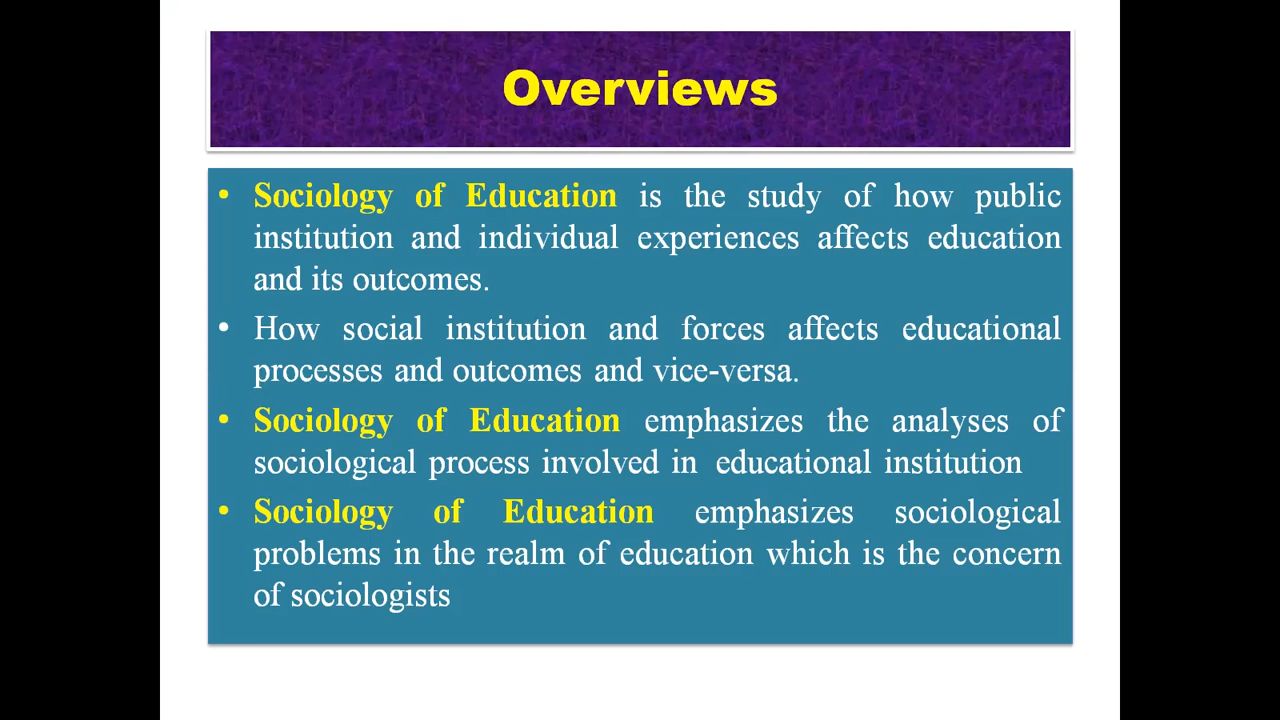 Overviews
• Sociology of Education is the study of how public
institution and individual experiences affects education
and its outcomes.
• How social institution and forces affects educational
processes and outcomes and vice-versa.
• Sociology of Education emphasizes the analyses of
sociological process involved in educational institution
• Sociology of Education emphasizes sociological
problems in the realm of education which is the concern
of sociologists